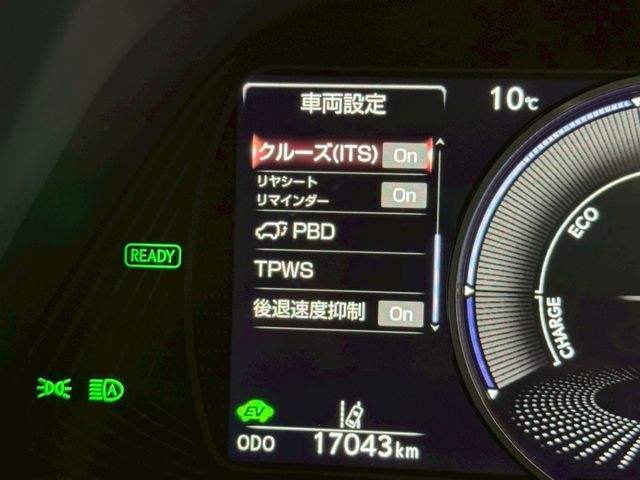 車両設定
10℃
クルーズ(ITS) On
リヤシート
リマインダー On
PBD
TPWS
後退速度抑制 On
READY
A
EV
ODO 17043km
ECO
CHARGE